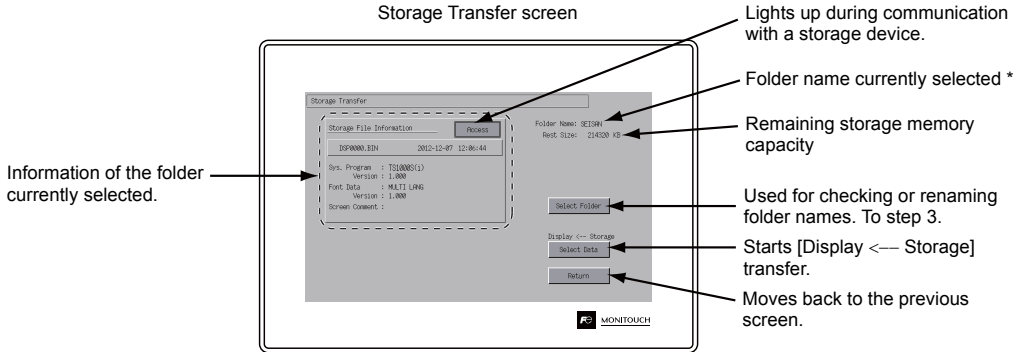 Storage Transfer screen
Lights up during communication
with a storage device.
Folder name currently selected *
Remaining storage memory
capacity
Information of the folder
currently selected.
Used for checking or renaming
folder names. To step 3.
Starts [Display <−− Storage]
transfer.
Moves back to the previous
screen.
Storage Transfer
Storage File Information
Access
DSP0000.BIN 2012-12-07 12:06:44
Sys. Program : TS1000S(i)
Version : 1.000
Font Data : MULTI LANG
Version : 1.000
Screen Comment :
Folder Name: SEISAN
Rest Size: 214320 KB
Select Folder
Display <-- Storage
Select Data
Return
Fe MONITOUCH